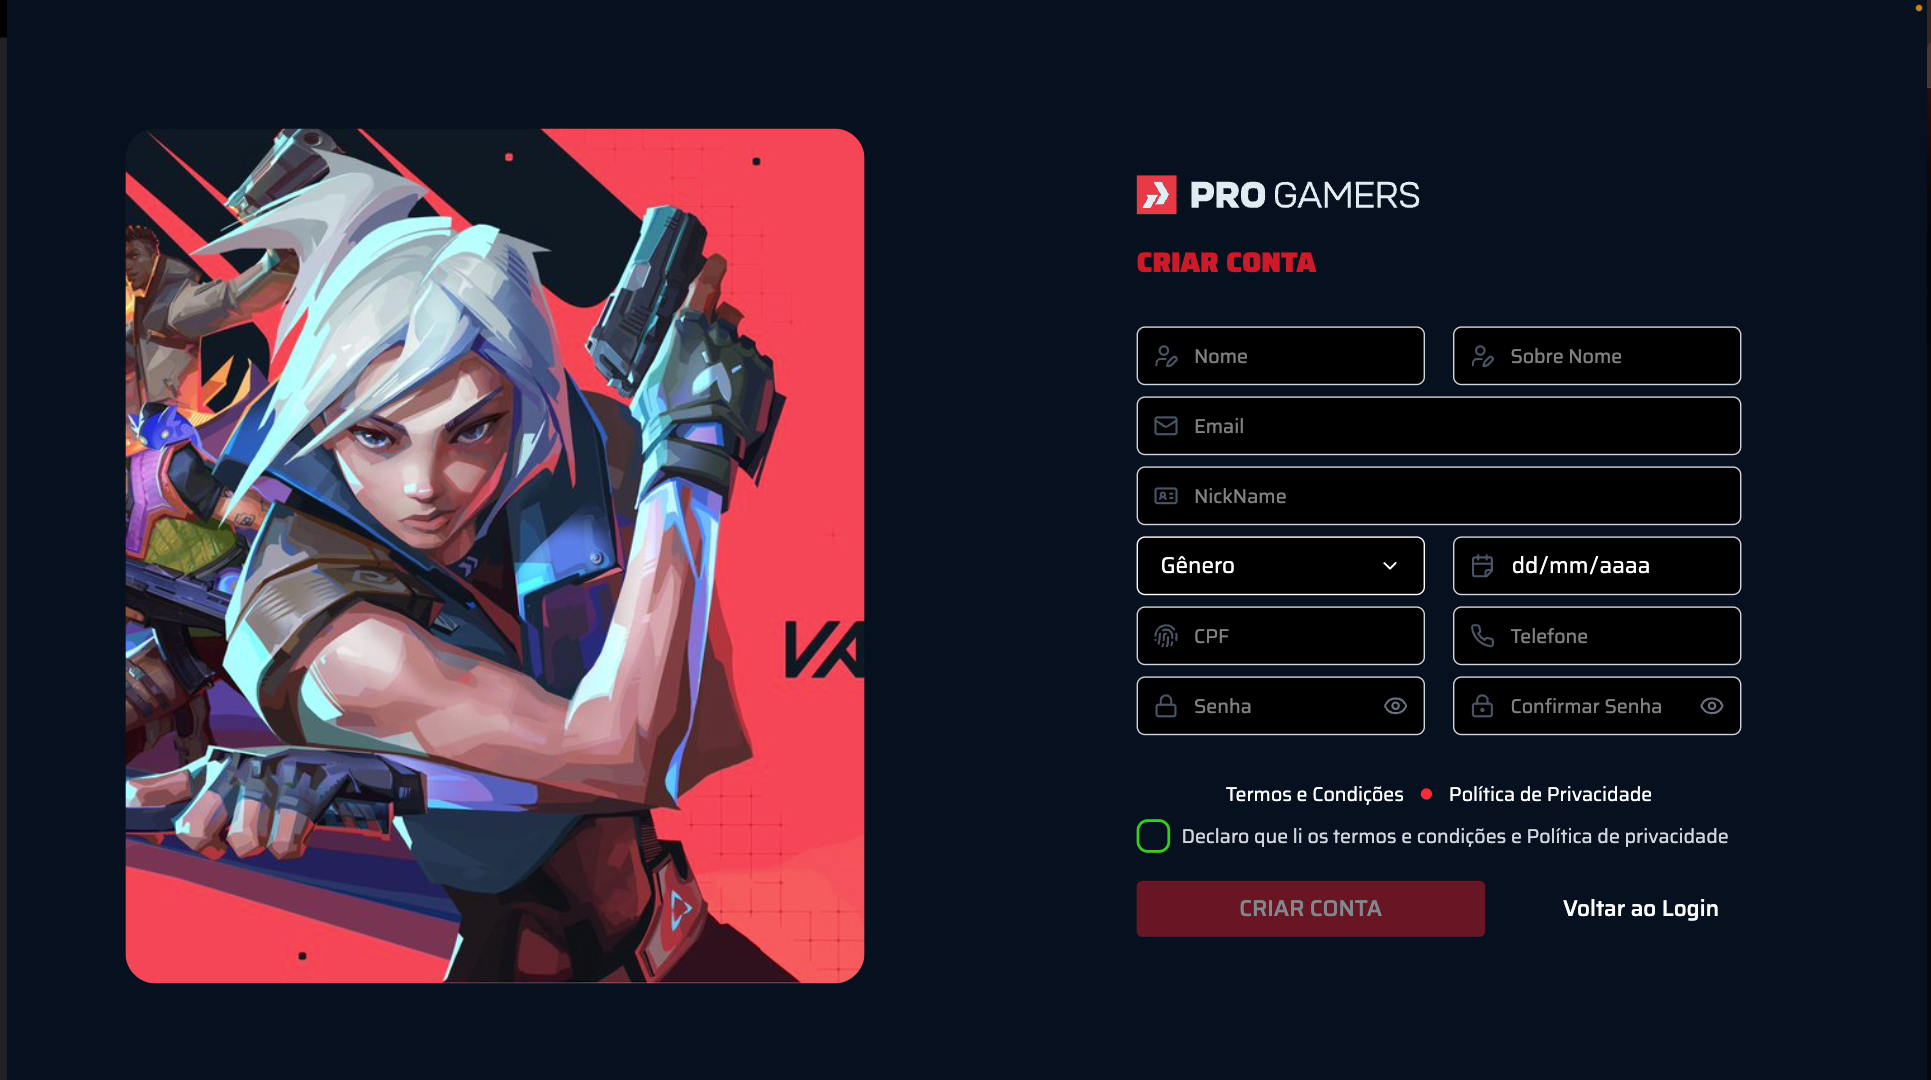 PRO GAMERS
CRIAR CONTA
Nome
Sobre Nome
Email
NickName
Gênero
dd/mm/aaaa
CPF
Telefone
Senha
Confirmar Senha
Termos e Condições • Política de Privacidade
Declaro que li os termos e condições e Política de privacidade
CRIAR CONTA
Voltar ao Login